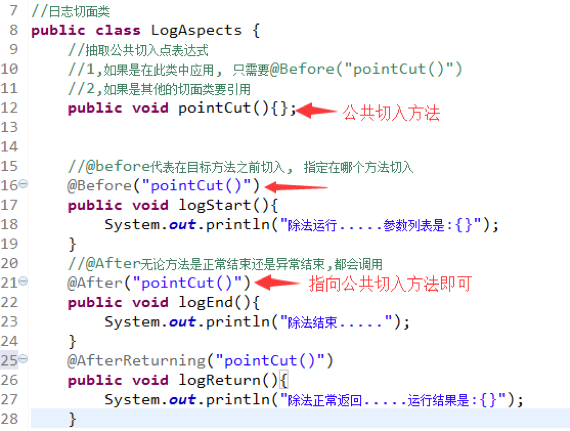 7 //日志切面类
8 public class LogAspects {
9 //抽取公共切入点表达式
10 //1,如果是在此类中应用, 只需要@Before("pointCut()")
11 //2,如果是其他的切面类要引用
12 public void pointCut(){}; 公共切入方法
13
14
15 //@before代表在目标方法之前切入, 指定在哪个方法切入
16 @Before("pointCut()")
17 public void logStart(){
18 System.out.println("除法运行.....参数列表是:{}");
19 }
20 //@After无论方法是正常结束还是异常结束,都会调用
21 @After("pointCut()") 指向公共切入方法即可
22 public void logEnd(){
23 System.out.println("除法结束.....");
24 }
25 @AfterReturning("pointCut()")
26 public void logReturn(){
27 System.out.println("除法正常返回.....运行结果是:{}");
28 }